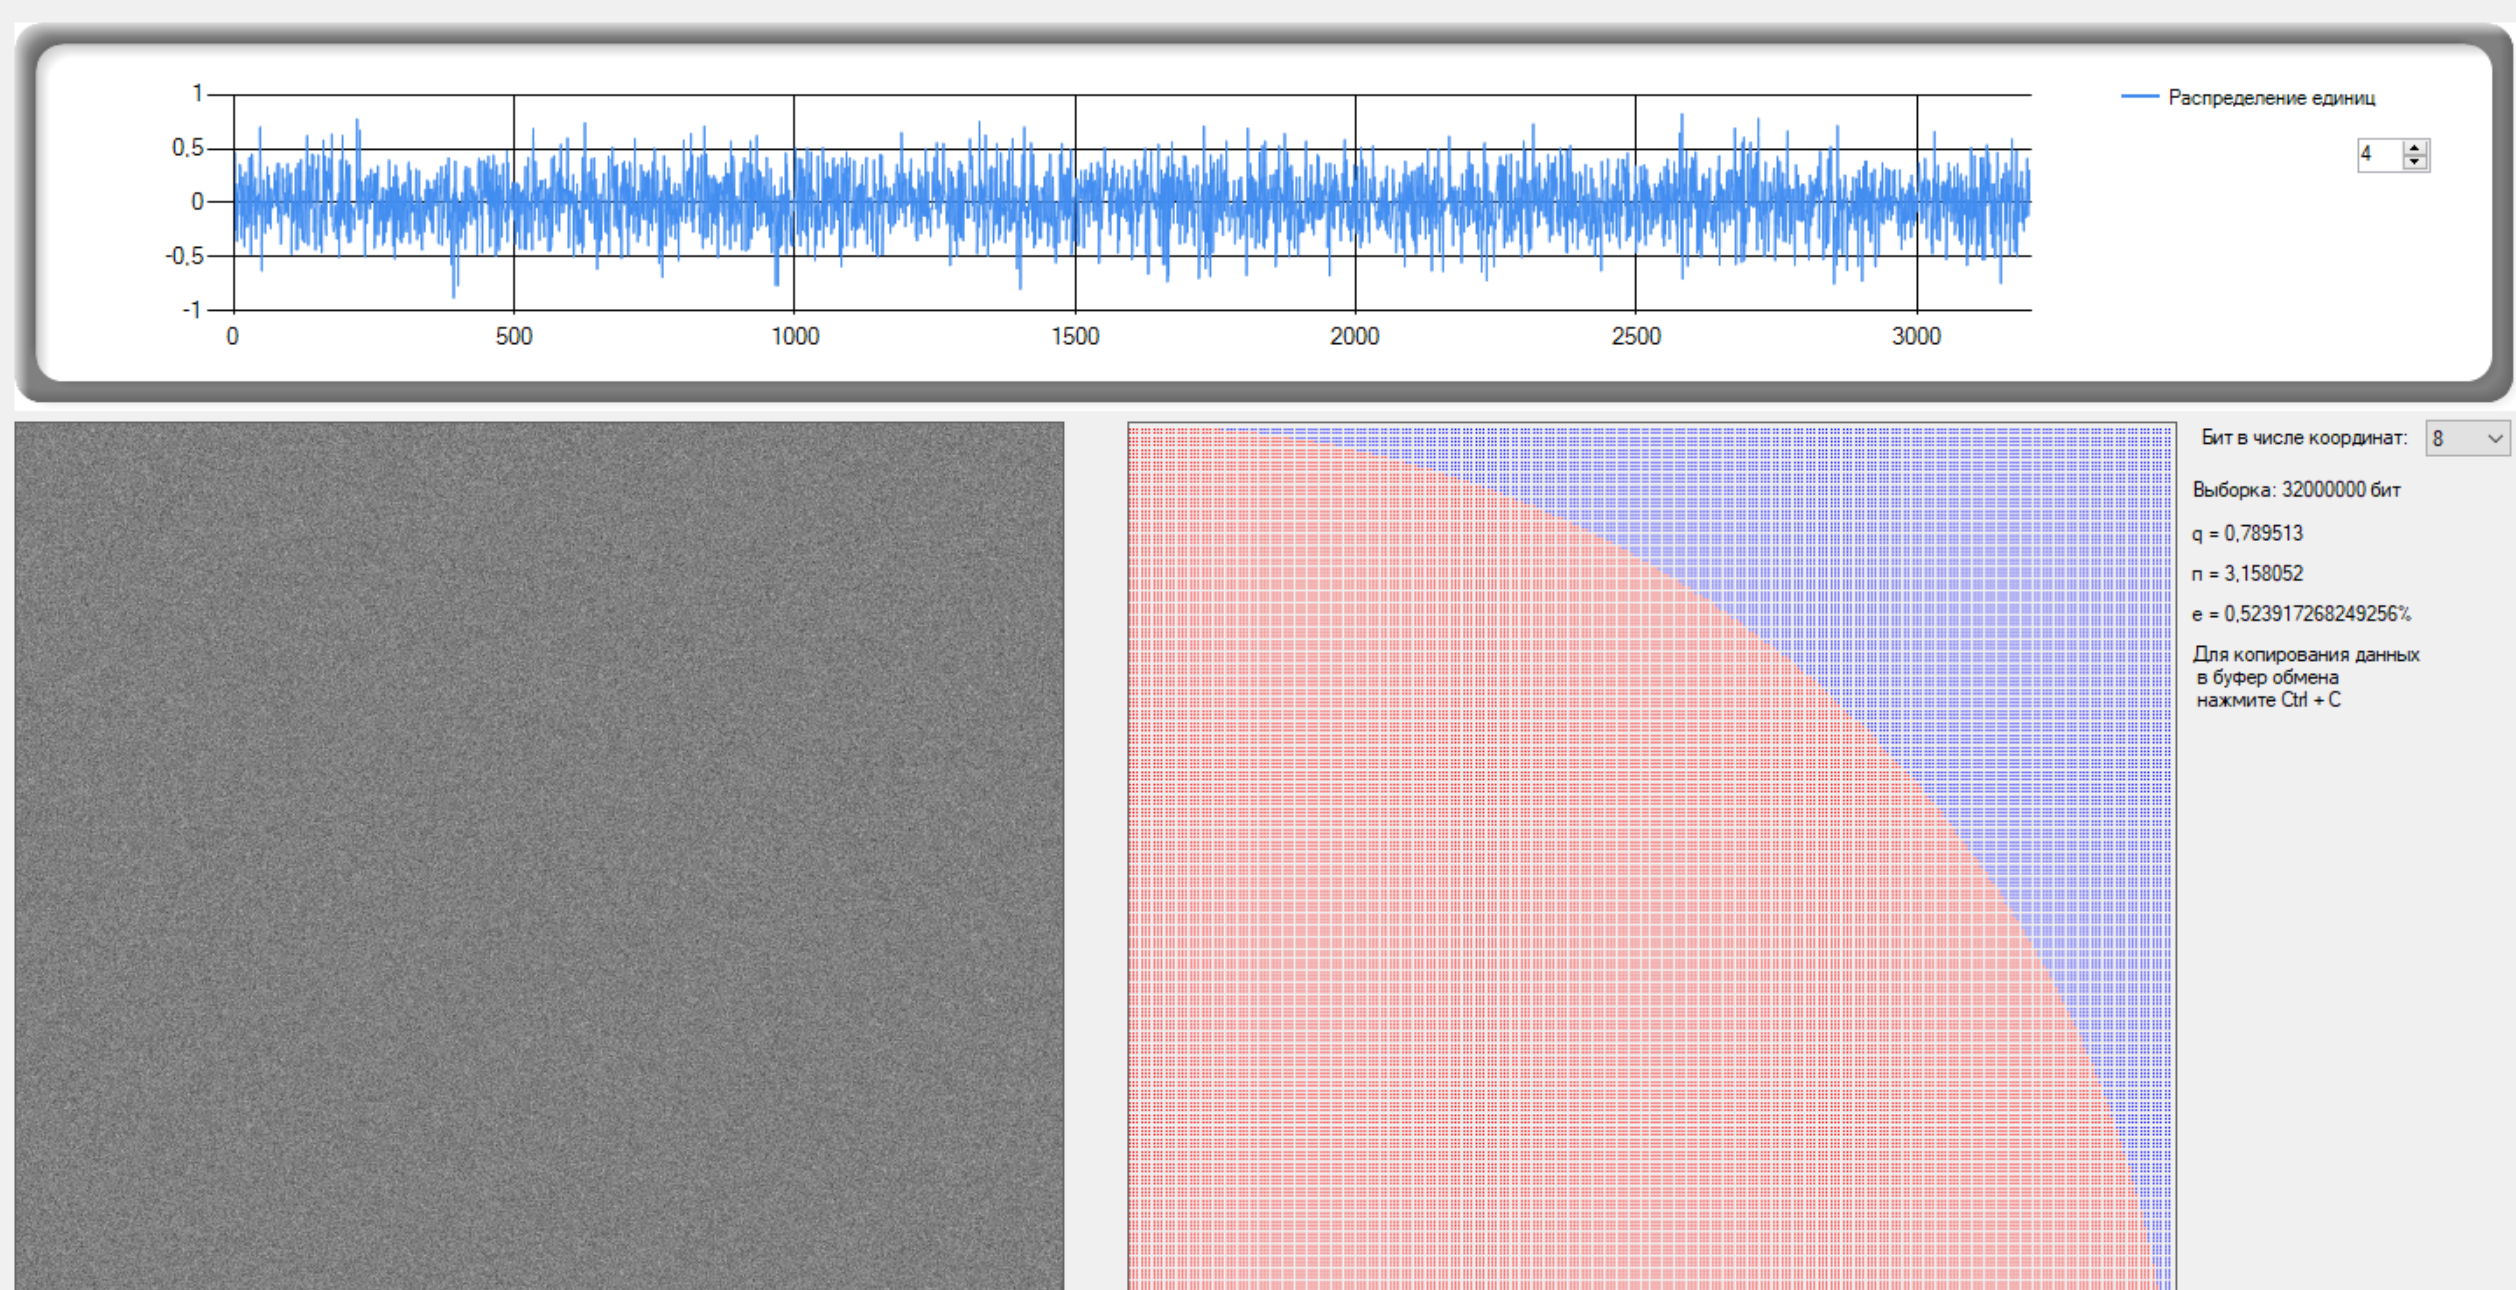 1
0,5
0
-0,5
-1
0
500
1000
1500
2000
2500
3000
Распределение единиц
4
Бит в числе координат: 8
Выборка: 32000000 бит
q = 0,789513
п = 3,158052
e = 0,523917268249256%
Для копирования данных
в буфер обмена
нажмите Ctrl + C